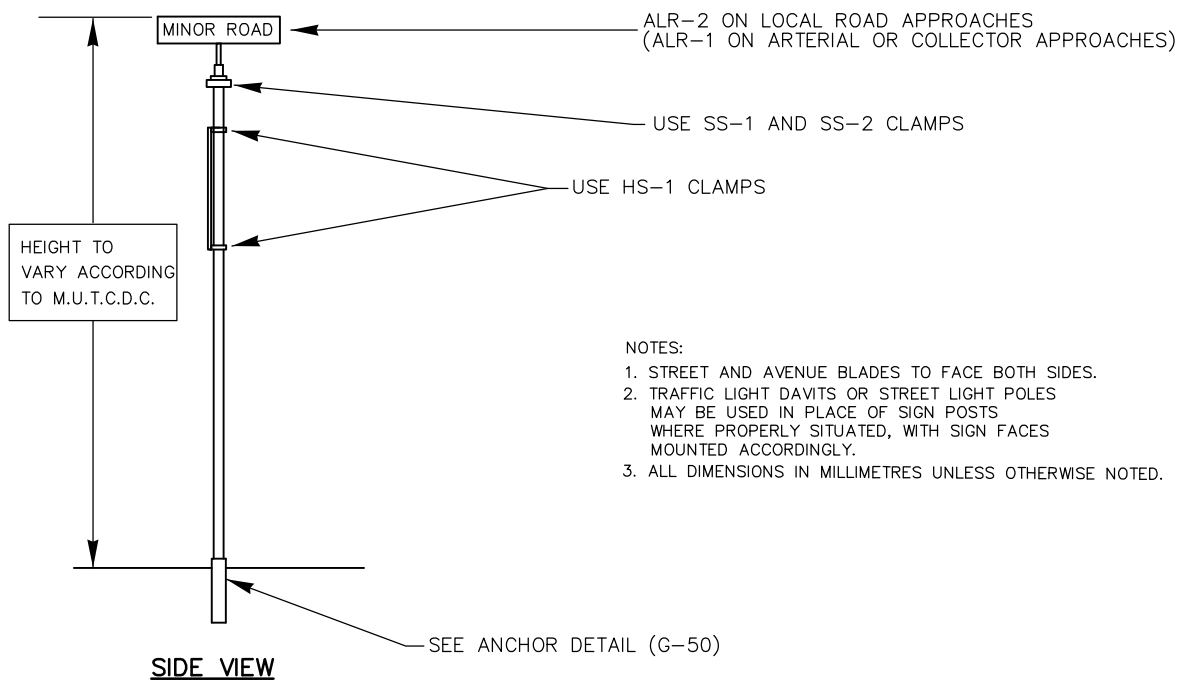 MINOR ROAD
ALR-2 ON LOCAL ROAD APPROACHES
(ALR-1 ON ARTERIAL OR COLLECTOR APPROACHES)
USE SS-1 AND SS-2 CLAMPS
USE HS-1 CLAMPS
HEIGHT TO
VARY ACCORDING
TO M.U.T.C.D.C.
NOTES:
1. STREET AND AVENUE BLADES TO FACE BOTH SIDES.
2. TRAFFIC LIGHT DAVITS OR STREET LIGHT POLES
MAY BE USED IN PLACE OF SIGN POSTS
WHERE PROPERLY SITUATED, WITH SIGN FACES
MOUNTED ACCORDINGLY.
3. ALL DIMENSIONS IN MILLIMETRES UNLESS OTHERWISE NOTED.
SEE ANCHOR DETAIL (G-50)
SIDE VIEW